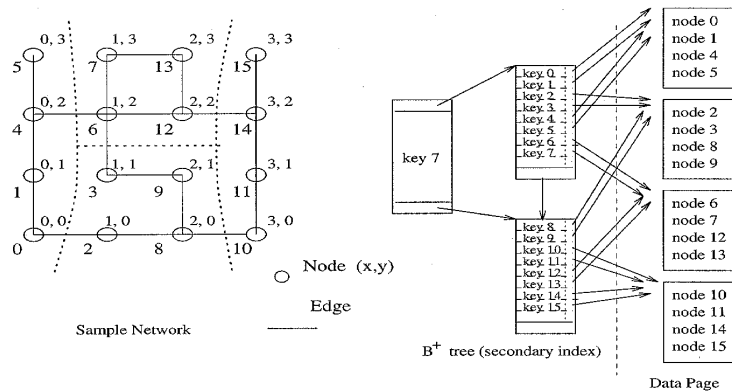 0, 3 1, 3 2, 3 3, 3
5 7 13 15
0, 2 1, 2 2, 2 3, 2
4 6 12 14
0, 1 1, 1 2, 1 3, 1
1 3 9 11
0, 0 1, 0 2, 0 3, 0
0 2 8 10
Node (x,y)
Edge
Sample Network
key 7
key 0
key 1
key 2
key 3
key 4
key 5
key 6
key 7
key 8
key 9
key 10
key 11
key 12
key 13
key 14
key 15
B+ tree (secondary index)
node 0
node 1
node 4
node 5
node 2
node 3
node 8
node 9
node 6
node 7
node 12
node 13
node 10
node 11
node 14
node 15
Data Page